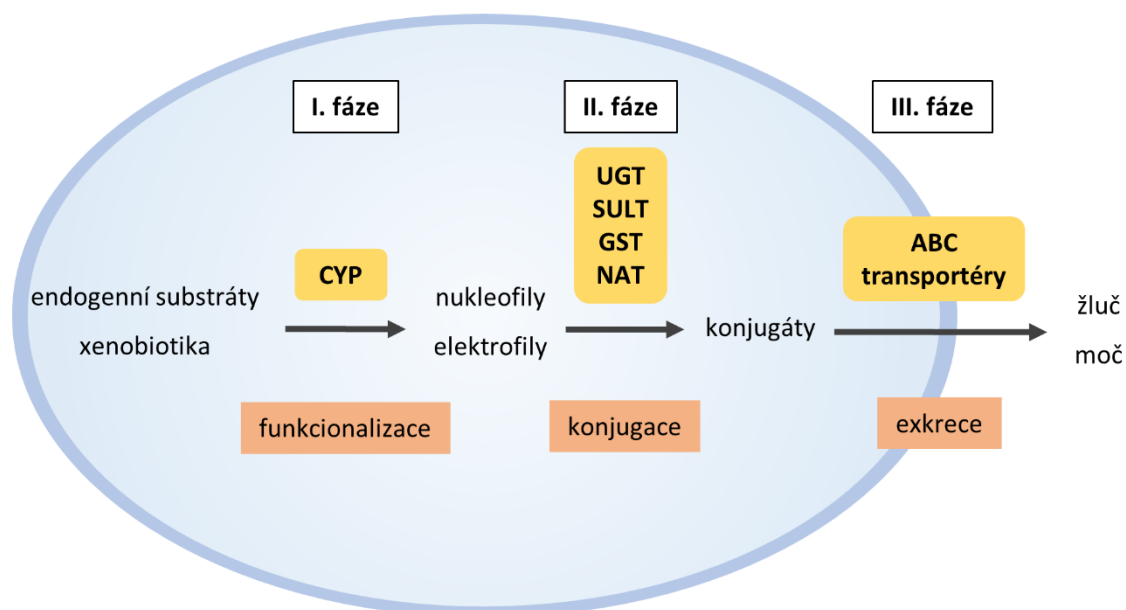 I. fáze
II. fáze
III. fáze
UGT
SULT
GST
NAT
CYP
ABC
transportéry
endogenní substráty
xenobiotika
nukleofily
elektrofily
konjugáty
žluč
moč
funkcionalizace
konjugace
exkrece